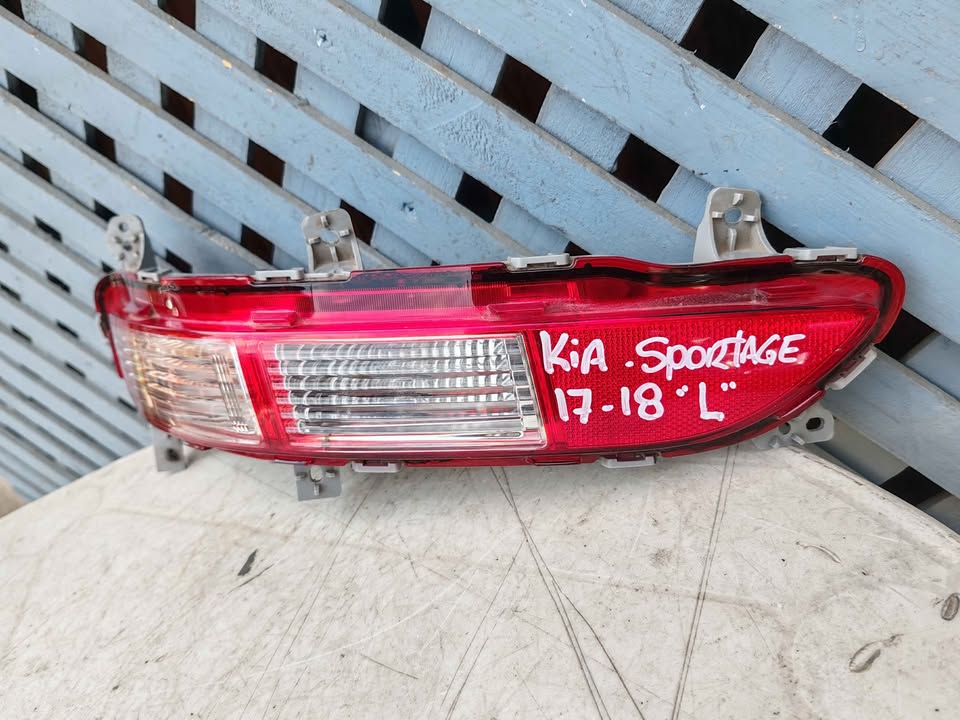 KiA . SPORTAGE
17-18 "L"